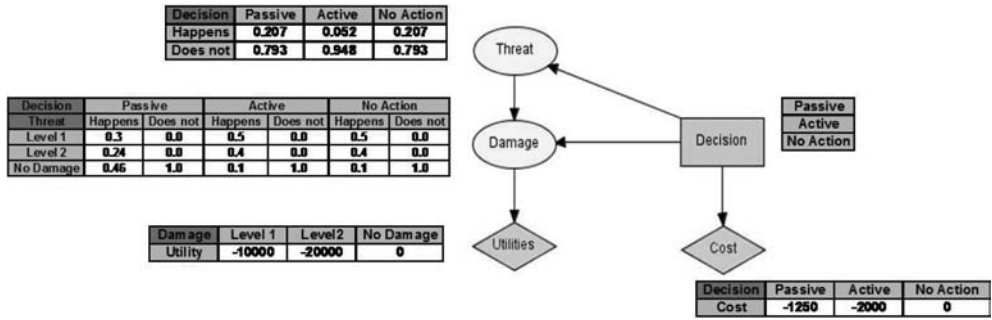 Decision Passive Active No Action
Happens 0.207 0.052 0.207
Does not 0.793 0.948 0.793
Threat
Decision Passive Active No Action
Threat Happens Does not Happens Does not Happens Does not
Level 1 0.3 0.0 0.5 0.0 0.5 0.0
Level 2 0.24 0.0 0.4 0.0 0.4 0.0
No Damage 0.46 1.0 0.1 1.0 0.1 1.0
Damage
Decision
Passive
Active
No Action
Damage Level 1 Level2 No Damage
Utility -10000 -20000 0
Utilities
Cost
Decision Passive Active No Action
Cost -1250 -2000 0